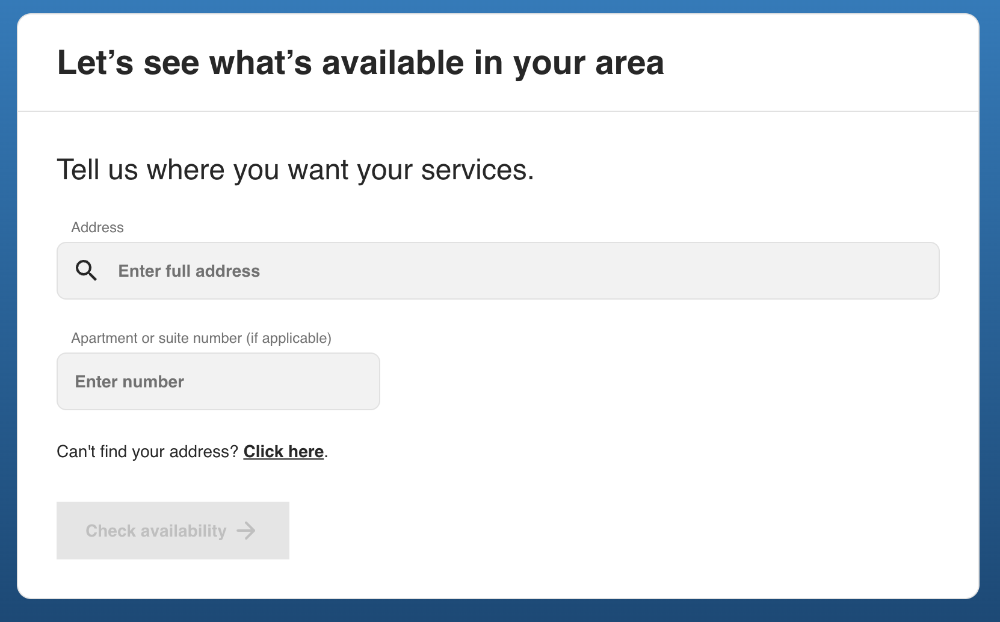 Let’s see what’s available in your area
Tell us where you want your services.
Address
Enter full address
Apartment or suite number (if applicable)
Enter number
Can't find your address? Click here.
Check availability